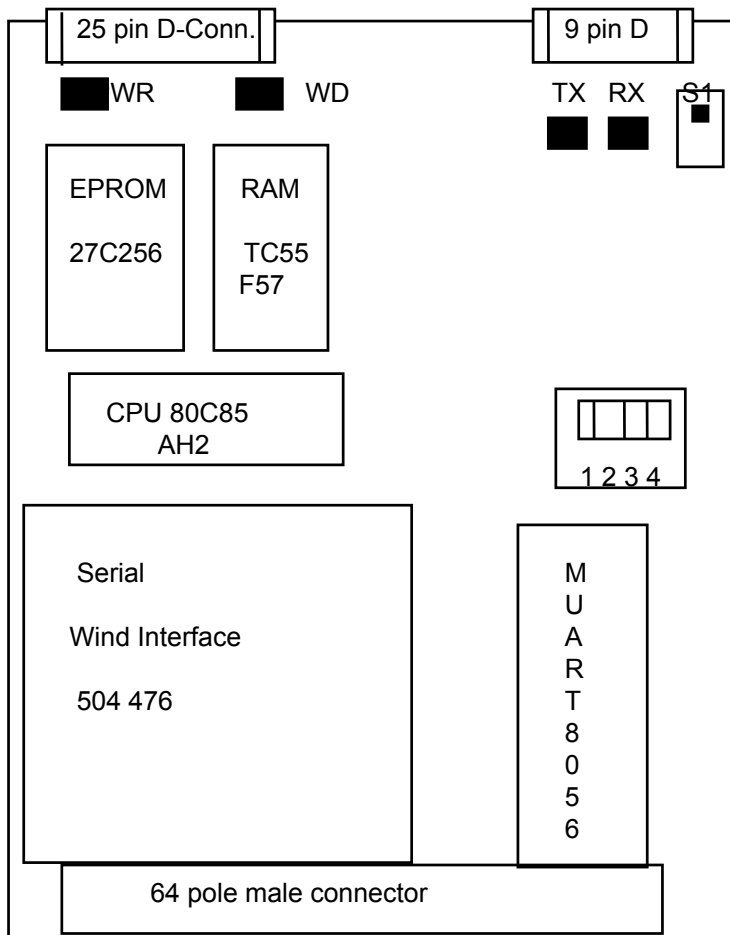 25 pin D-Conn. 9 pin D
WR WD TX RX S1
EPROM RAM
27C256 TC55
F57
CPU 80C85
AH2
1 2 3 4
Serial
Wind Interface
504 476
M
U
A
R
T
8
0
5
6
64 pole male connector